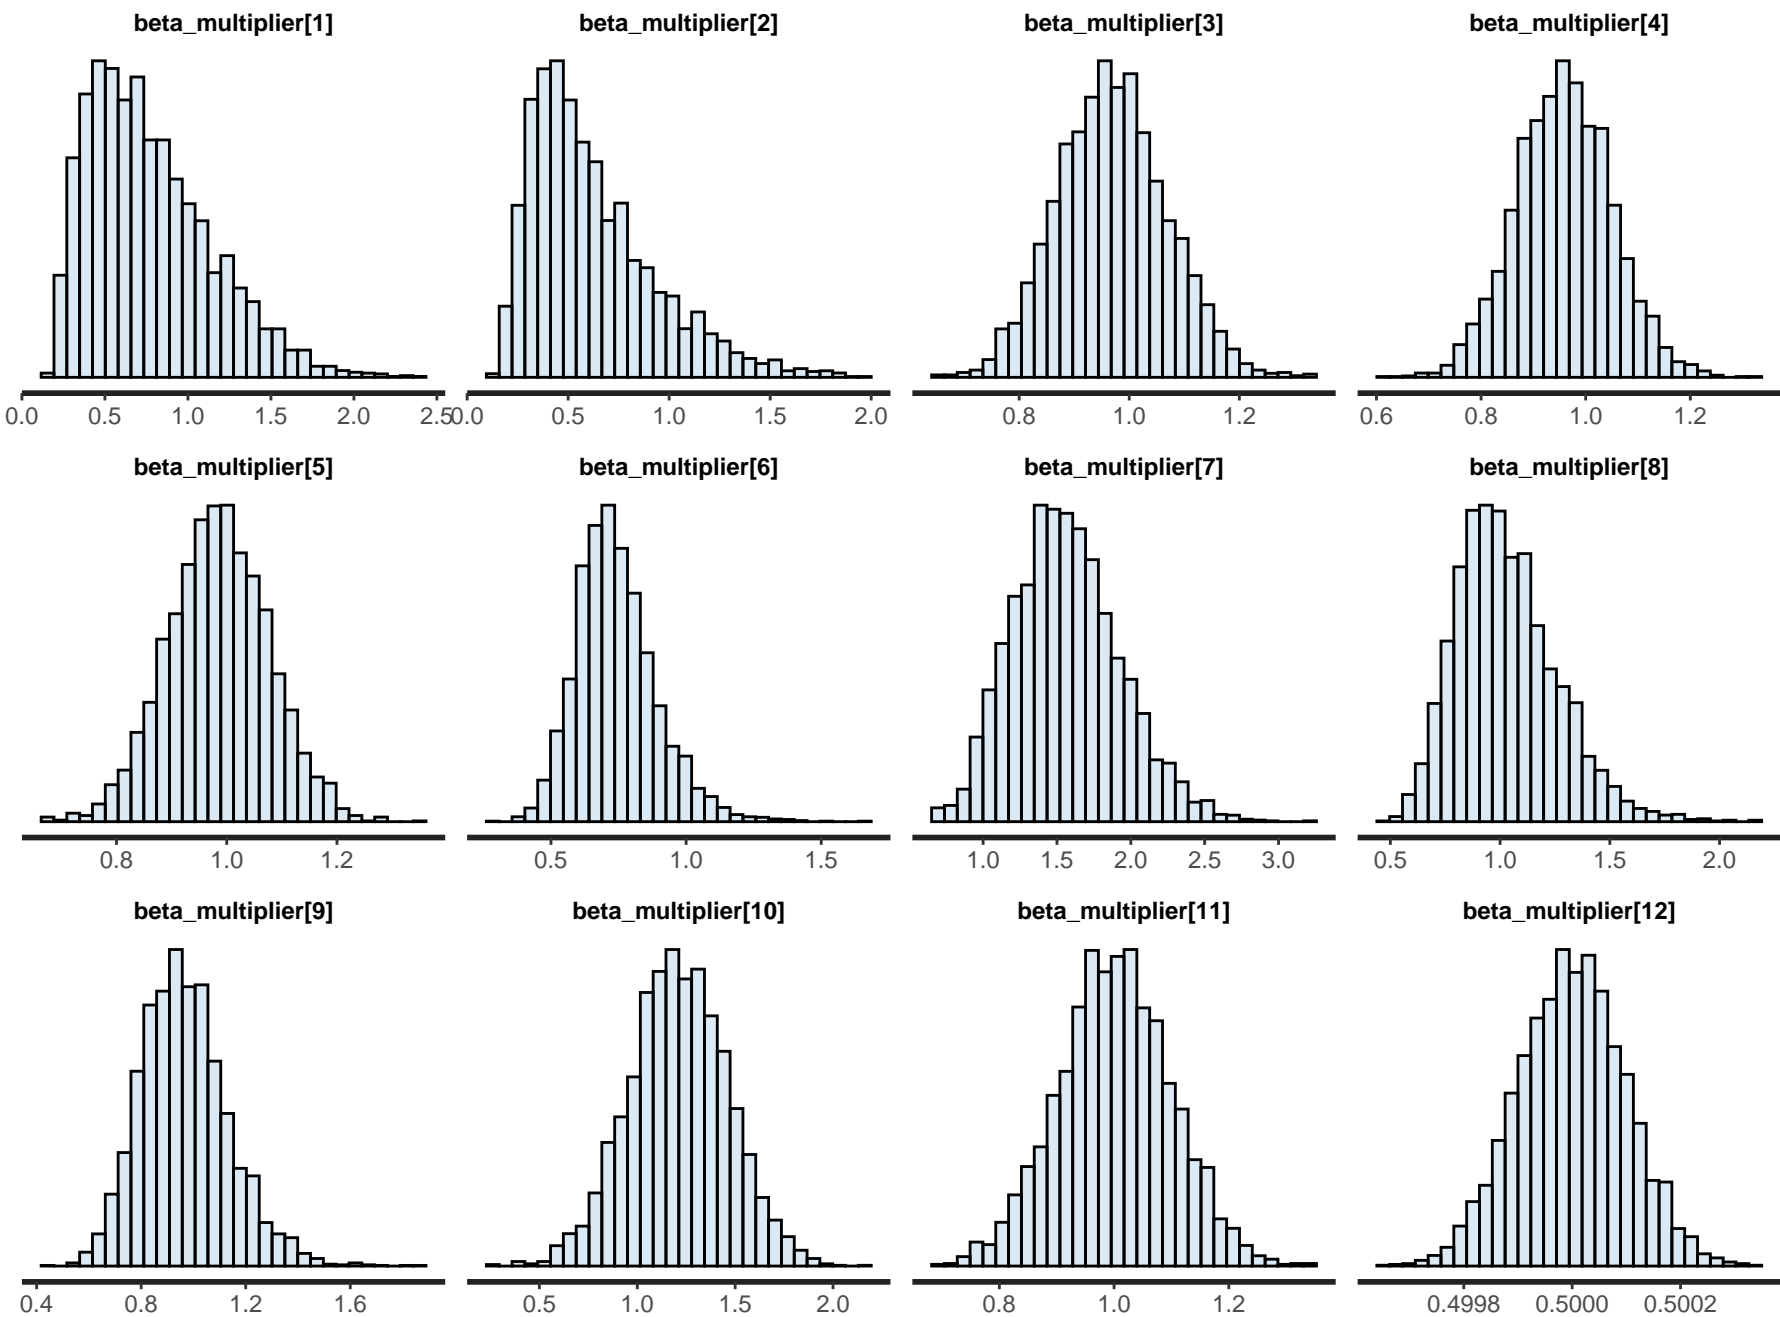 beta_multiplier[1] beta_multiplier[2] beta_multiplier[3] beta_multiplier[4]
0.0 0.5 1.0 1.5 2.0 2.5 0.0 0.5 1.0 1.5 2.0 0.8 1.0 1.2 0.6 0.8 1.0 1.2
beta_multiplier[5] beta_multiplier[6] beta_multiplier[7] beta_multiplier[8]
0.8 1.0 1.2 0.5 1.0 1.5 1.0 1.5 2.0 2.5 3.0 0.5 1.0 1.5 2.0
beta_multiplier[9] beta_multiplier[10] beta_multiplier[11] beta_multiplier[12]
0.4 0.8 1.2 1.6 0.5 1.0 1.5 2.0 0.8 1.0 1.2 0.4998 0.5000 0.5002